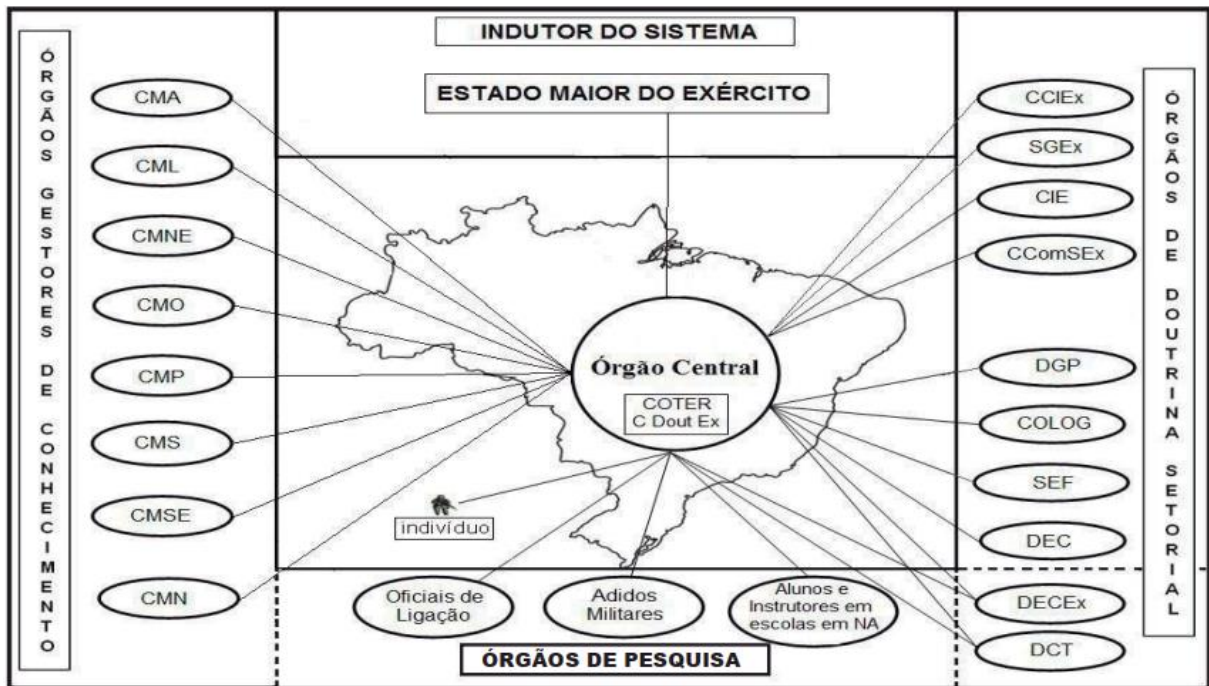 INDUTOR DO SISTEMA
ESTADO MAIOR DO EXÉRCITO
ÓRGÃOS GESTORES DE CONHECIMENTO
CMA
CML
CMNE
CMO
CMP
CMS
CMSE
CMN
Órgão Central
COTER
C Dout Ex
indivíduo
Oficiais de
Ligação
Adidos
Militares
Alunos e
Instrutores em
escolas em NA
ÓRGÃOS DE PESQUISA
CCIEx
SGEx
CIE
CComSEx
DGP
COLOG
SEF
DEC
DECEx
DCT
ÓRGÃOS DE DOUTRINA SETORIAL